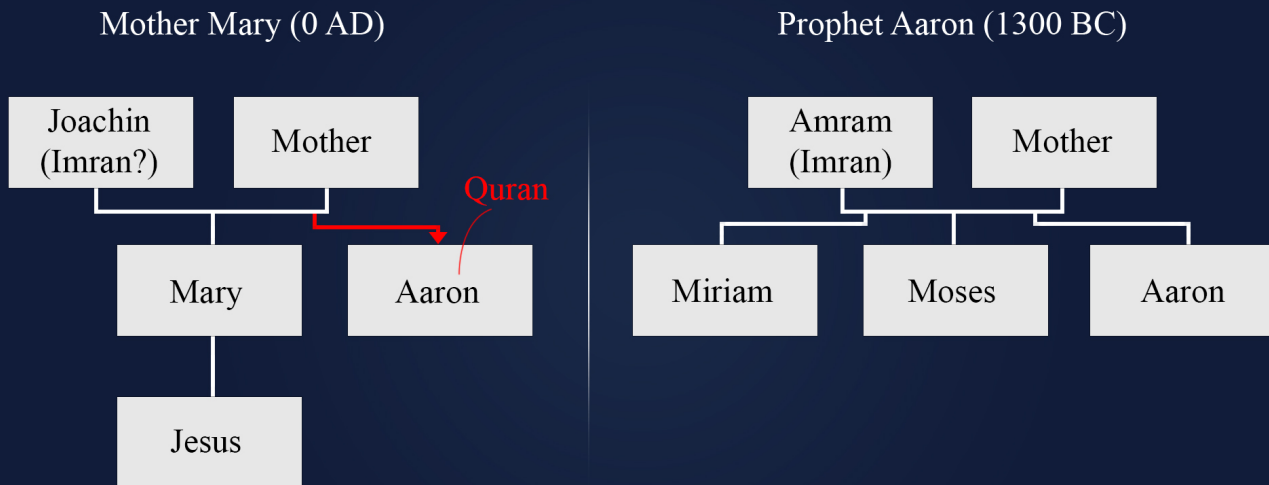 Mother Mary (0 AD)
Joachin
(Imran?)
Mother
Quran
Mary
Aaron
Jesus
Prophet Aaron (1300 BC)
Amram
(Imran)
Mother
Miriam
Moses
Aaron